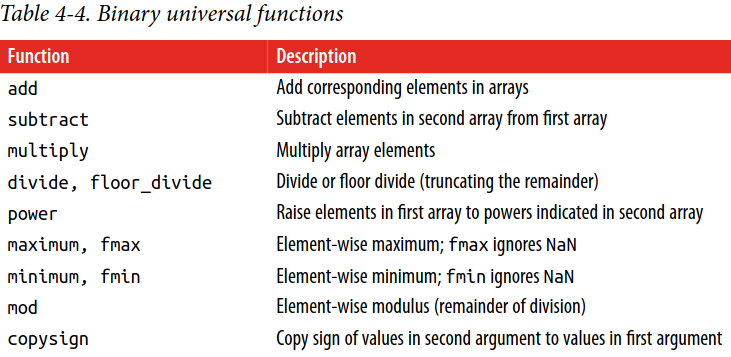 Table 4-4. Binary universal functions
Function Description
add Add corresponding elements in arrays
subtract Subtract elements in second array from first array
multiply Multiply array elements
divide, floor_divide Divide or floor divide (truncating the remainder)
power Raise elements in first array to powers indicated in second array
maximum, fmax Element-wise maximum; fmax ignores NaN
minimum, fmin Element-wise minimum; fmin ignores NaN
mod Element-wise modulus (remainder of division)
copysign Copy sign of values in second argument to values in first argument